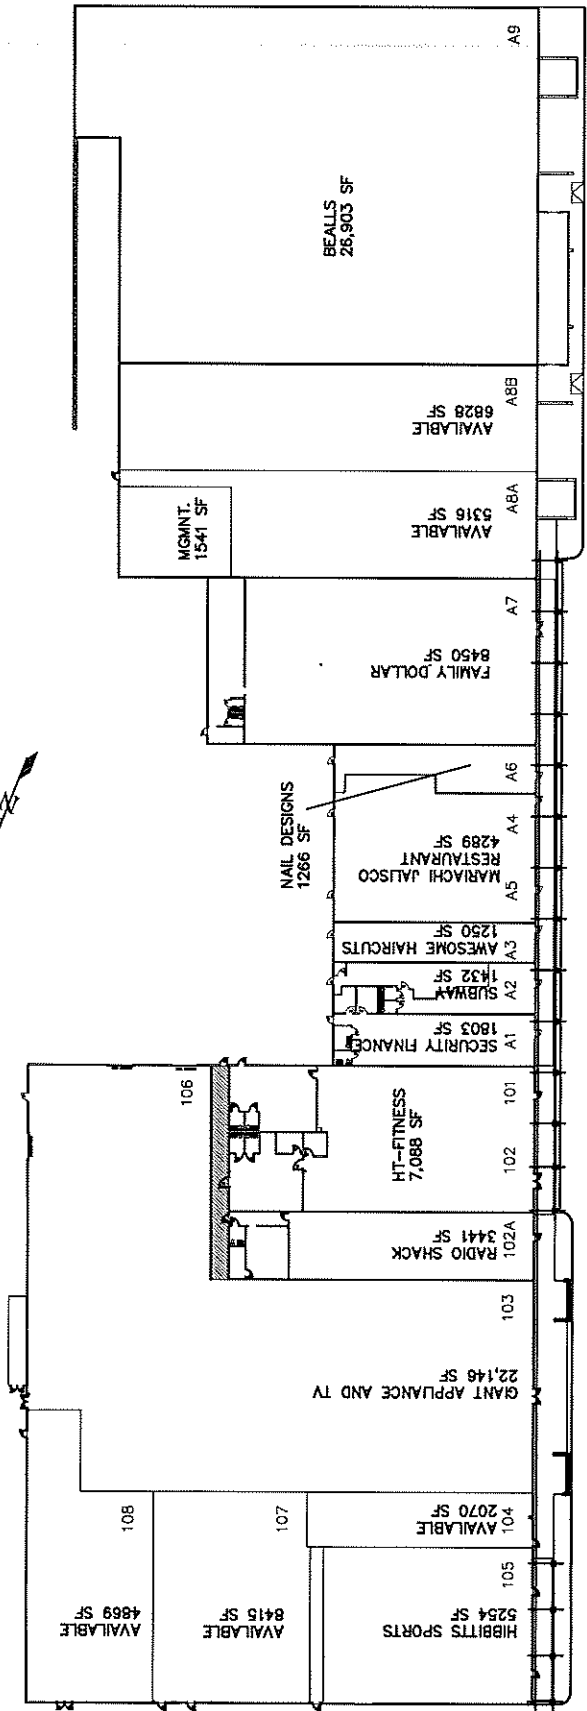 A9
BEALLS
26,903 SF
AVAILABLE
6828 SF
A8B
MGMNT.
1541 SF
AVAILABLE
5316 SF
A8A
FAMILY DOLLAR
8450 SF
A7
N
NAIL DESIGNS
1266 SF
A6
MARIACHI JALISCO
RESTAURANT
4289 SF
A4
A5
AWESOME HAIRCUTS
1250 SF
A3
SUBWAY
1432 SF
A2
SECURITY FINANCE
1803 SF
A1
106
HT-FITNESS
7,088 SF
101
102
RADIO SHACK
3441 SF
102A
103
GIANT APPLIANCE AND TV
22,146 SF
AVAILABLE
2070 SF
104
HIBBITTS SPORTS
5254 SF
105
107
AVAILABLE
8415 SF
108
AVAILABLE
4869 SF